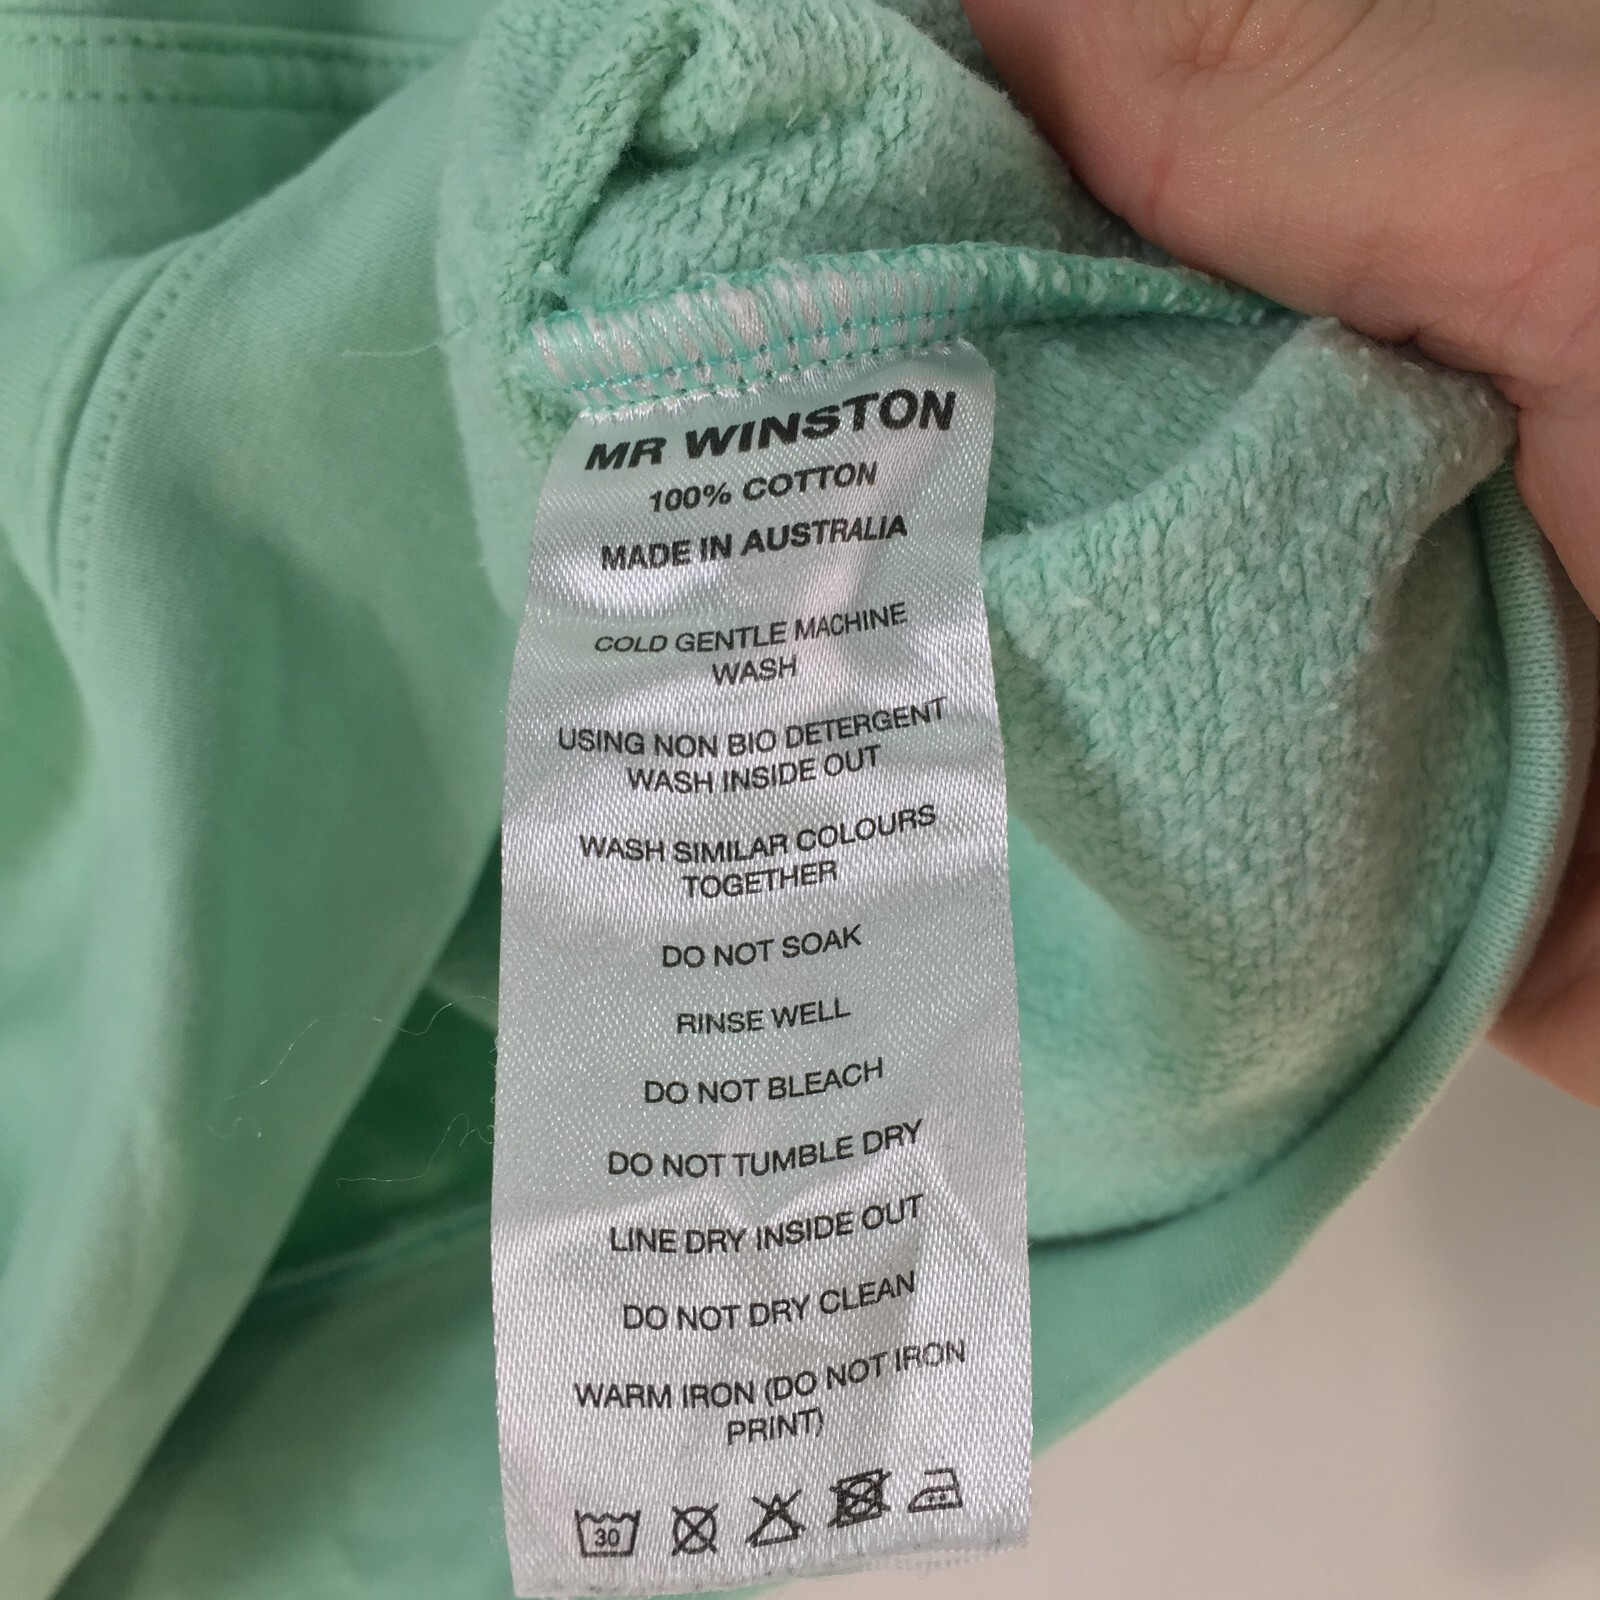 MR WINSTON
100% COTTON
MADE IN AUSTRALIA
COLD GENTLE MACHINE
WASH
USING NON BIO DETERGENT
WASH INSIDE OUT
WASH SIMILAR COLOURS
TOGETHER
DO NOT SOAK
RINSE WELL
DO NOT BLEACH
DO NOT TUMBLE DRY
LINE DRY INSIDE OUT
DO NOT DRY CLEAN
WARM IRON (DO NOT IRON
PRINT)
30